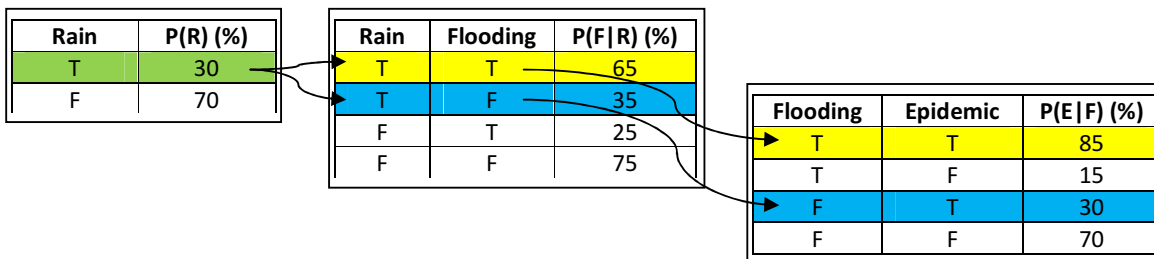 Rain P(R) (%)
T 30
F 70
Rain Flooding P(F|R) (%)
T T 65
T F 35
F T 25
F F 75
Flooding Epidemic P(E|F) (%)
T T 85
T F 15
F T 30
F F 70